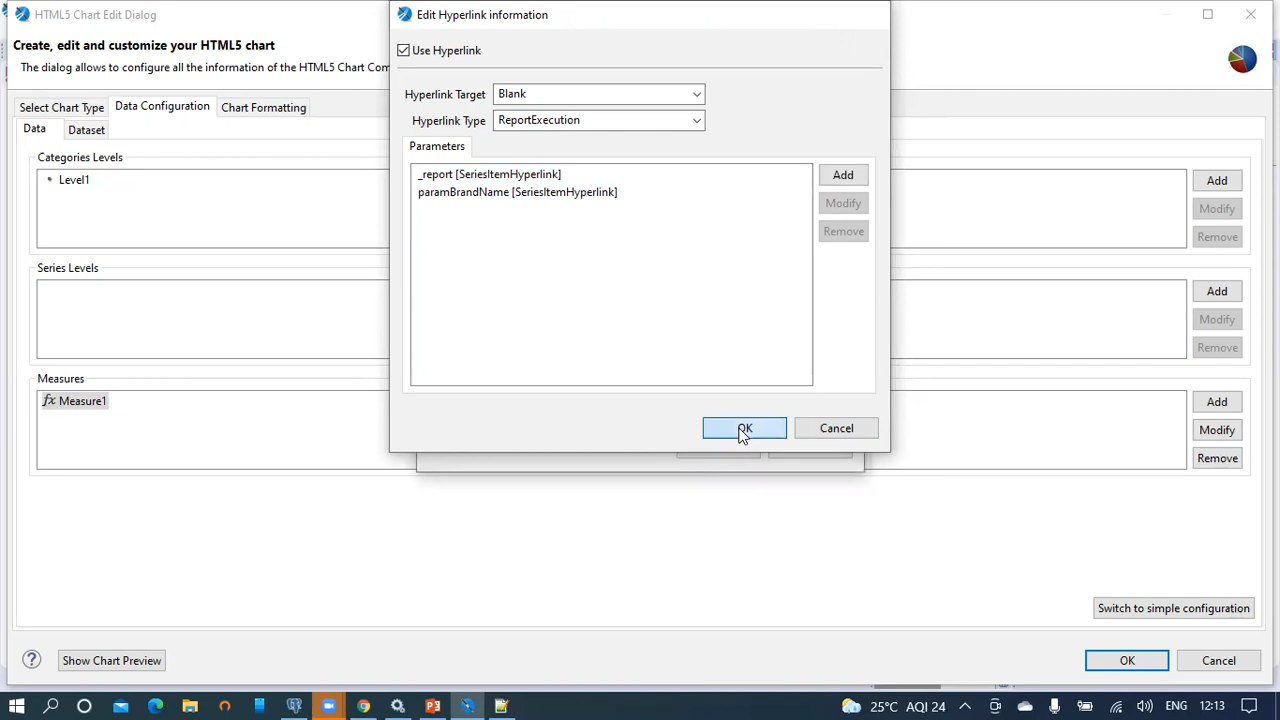 HTML5 Chart Edit Dialog
Create, edit and customize your HTML5 chart
The dialog allows to configure all the information of the HTML5 Chart Com
Select Chart Type
Data Configuration
Chart Formatting
Data
Dataset
Categories Levels
Level1
Add
Modify
Remove
Series Levels
Add
Modify
Remove
Measures
fx Measure1
Add
Modify
Remove
Switch to simple configuration
Show Chart Preview
OK
Cancel
Edit Hyperlink information
Use Hyperlink
Hyperlink Target
Blank
Hyperlink Type
ReportExecution
Parameters
_report [SeriesItemHyperlink]
paramBrandName [SeriesItemHyperlink]
Add
Modify
Remove
OK
Cancel
25°C AQI 24
ENG
12:13